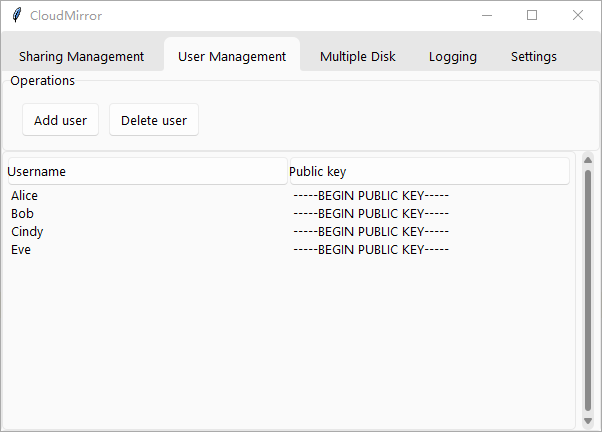 CloudMirror
Sharing Management User Management Multiple Disk Logging Settings
Operations
Add user Delete user
Username Public key
Alice -----BEGIN PUBLIC KEY-----
Bob -----BEGIN PUBLIC KEY-----
Cindy -----BEGIN PUBLIC KEY-----
Eve -----BEGIN PUBLIC KEY-----